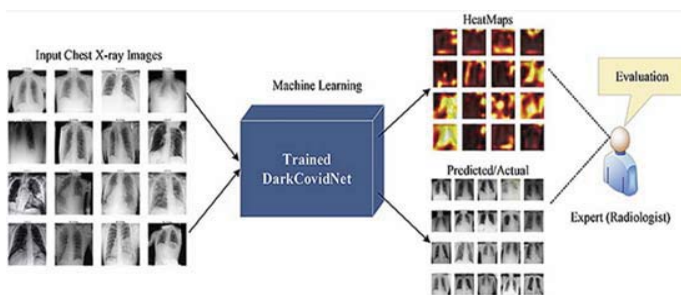 Input Chest X-ray Images
Machine Learning
Trained
DarkCovidNet
HeatMaps
Predicted/Actual
Evaluation
Expert (Radiologist)